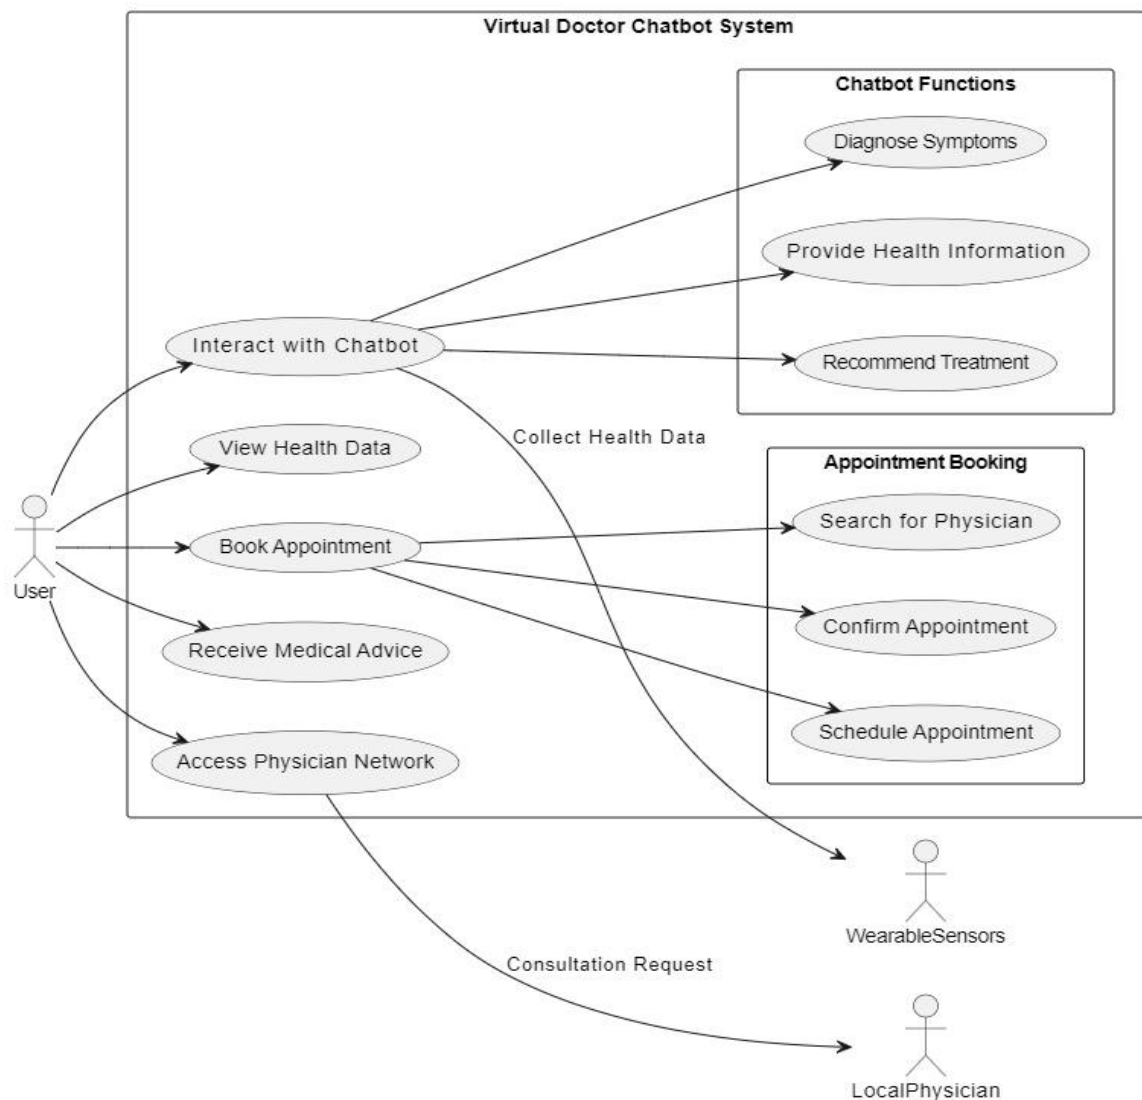 Virtual Doctor Chatbot System
Chatbot Functions
Diagnose Symptoms
Provide Health Information
Interact with Chatbot
Recommend Treatment
Collect Health Data
View Health Data
Appointment Booking
Search for Physician
Book Appointment
User
Confirm Appointment
Receive Medical Advice
Schedule Appointment
Access Physician Network
WearableSensors
Consultation Request
LocalPhysician